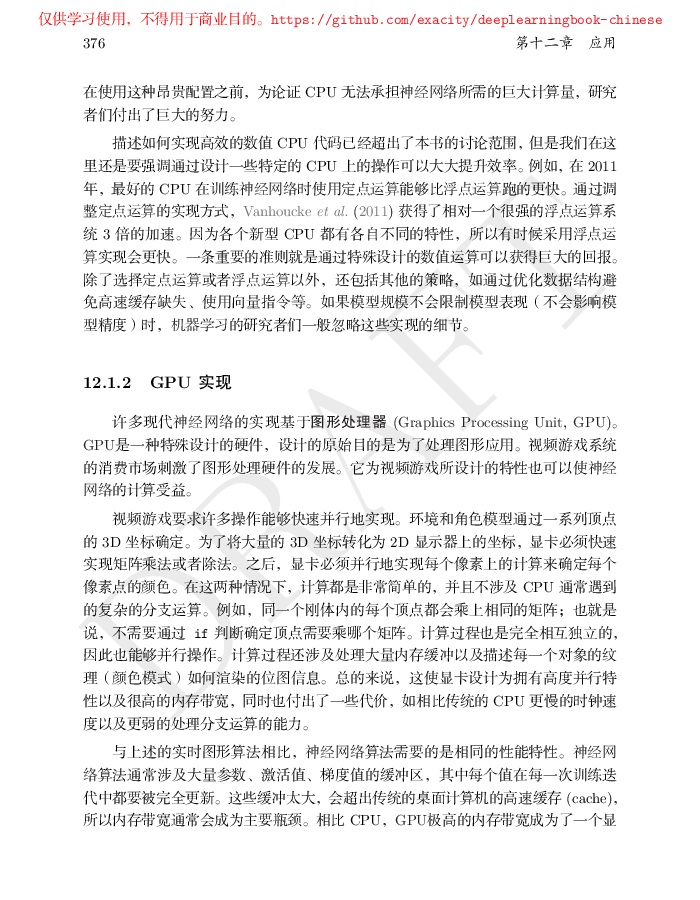 仅供学习使用，不得用于商业目的。https://github.com/exacity/deeplearningbook-chinese
376 第十二章 应用
在使用这种昂贵配置之前，为论证 CPU 无法承担神经网络所需的巨大计算量，研究
者们付出了巨大的努力。
描述如何实现高效的数值 CPU 代码已经超出了本书的讨论范围，但是我们在这
里还是要强调通过设计一些特定的 CPU 上的操作可以大大提升效率。例如，在 2011
年，最好的 CPU 在训练神经网络时使用定点运算能够比浮点运算跑的更快。通过调
整定点运算的实现方式，Vanhoucke et al. (2011) 获得了相对一个很强的浮点运算系
统 3 倍的加速。因为各个新型 CPU 都有各自不同的特性，所以有时候采用浮点运
算实现会更快。一条重要的准则就是通过特殊设计的数值运算可以获得巨大的回报。
除了选择定点运算或者浮点运算以外，还包括其他的策略，如通过优化数据结构避
免高速缓存缺失、使用向量指令等。如果模型规模不会限制模型表现（不会影响模
型精度）时，机器学习的研究者们一般忽略这些实现的细节。
12.1.2 GPU 实现
许多现代神经网络的实现基于图形处理器 (Graphics Processing Unit, GPU)。
GPU是一种特殊设计的硬件，设计的原始目的是为了处理图形应用。视频游戏系统
的消费市场刺激了图形处理硬件的发展。它为视频游戏所设计的特性也可以使神经
网络的计算受益。
视频游戏要求许多操作能够快速并行地实现。环境和角色模型通过一系列顶点
的 3D 坐标确定。为了将大量的 3D 坐标转化为 2D 显示器上的坐标，显卡必须快速
实现矩阵乘法或者除法。之后，显卡必须并行地实现每个像素上的计算来确定每个
像素点的颜色。在这两种情况下，计算都是非常简单的，并且不涉及 CPU 通常遇到
的复杂的分支运算。例如，同一个刚体内的每个顶点都会乘上相同的矩阵；也就是
说，不需要通过 if 判断确定顶点需要乘哪个矩阵。计算过程也是完全相互独立的，
因此也能够并行操作。计算过程还涉及处理大量内存缓冲以及描述每一个对象的纹
理（颜色模式）如何渲染的位图信息。总的来说，这使显卡设计为拥有高度并行特
性以及很高的内存带宽，同时也付出了一些代价，如相比传统的 CPU 更慢的时钟速
度以及更弱的处理分支运算的能力。
与上述的实时图形算法相比，神经网络算法需要的是相同的性能特性。神经网
络算法通常涉及大量参数、激活值、梯度值的缓冲区，其中每个值在每一次训练迭
代中都要被完全更新。这些缓冲太大，会超出传统的桌面计算机的高速缓存 (cache)，
所以内存带宽通常会成为主要瓶颈。相比 CPU，GPU极高的内存带宽成为了一个显
DRAFT